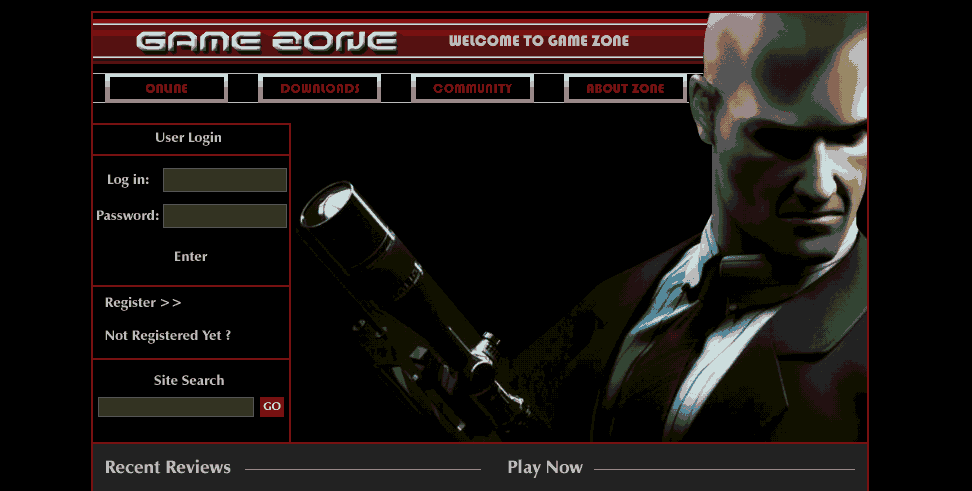 GAME ZONE
WELCOME TO GAME ZONE
ONLINE
DOWNLOADS
COMMUNITY
ABOUT ZONE
User Login
Log in:
Password:
Enter
Register >>
Not Registered Yet ?
Site Search
GO
Recent Reviews
Play Now